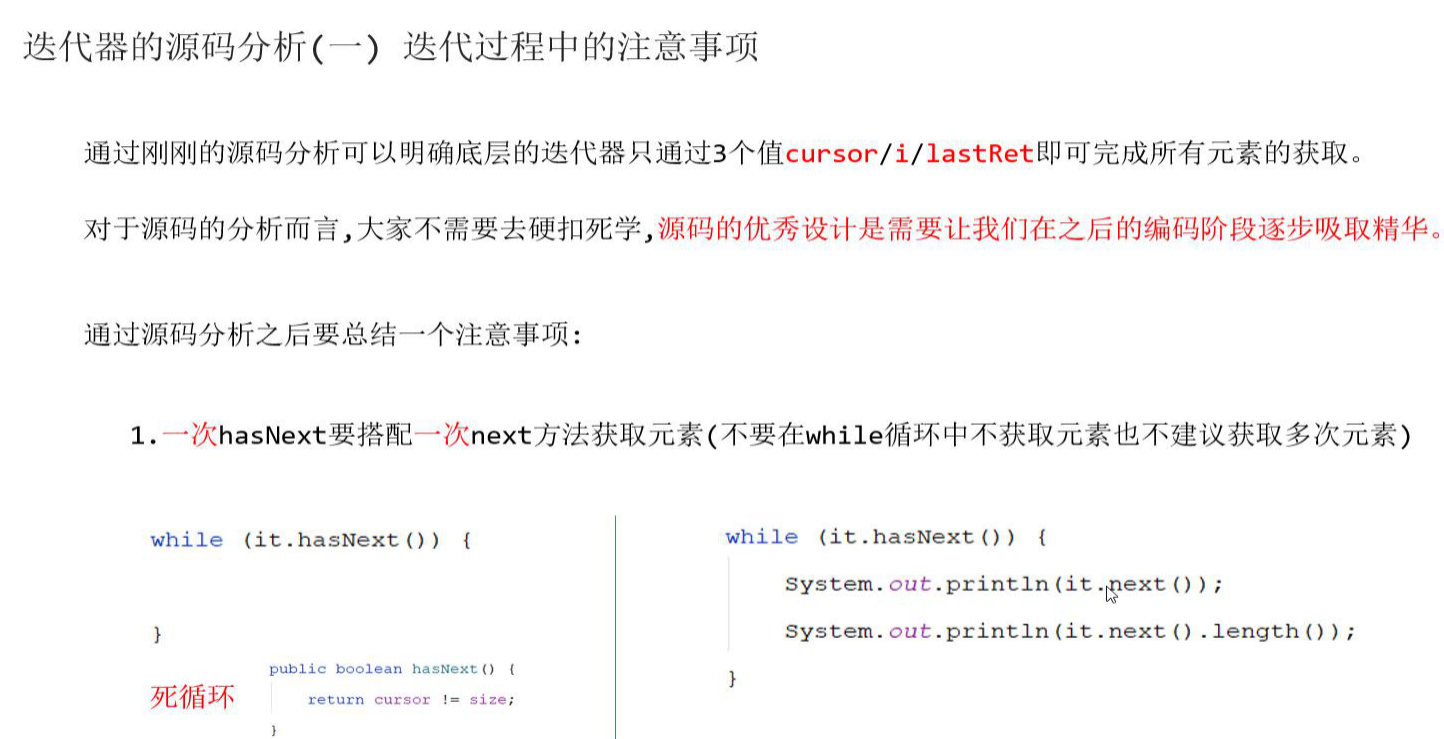 迭代器的源码分析(一) 迭代过程中的注意事项
通过刚刚的源码分析可以明确底层的迭代器只通过3个值cursor/i/lastRet即可完成所有元素的获取。
对于源码的分析而言,大家不需要去硬扣死学,源码的优秀设计是需要让我们在之后的编码阶段逐步吸取精华。
通过源码分析之后要总结一个注意事项:
1.一次hasNext要搭配一次next方法获取元素(不要在while循环中不获取元素也不建议获取多次元素)
while (it.hasNext()) {
}
死循环
public boolean hasNext() {
return cursor != size;
}
while (it.hasNext()) {
System.out.println(it.next());
System.out.println(it.next().length());
}